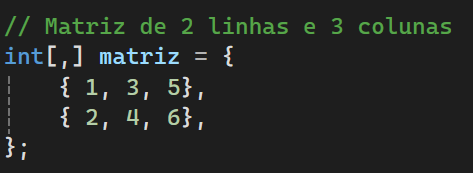 // Matriz de 2 linhas e 3 colunas
int[,] matriz = {
    { 1, 3, 5},
    { 2, 4, 6},
};